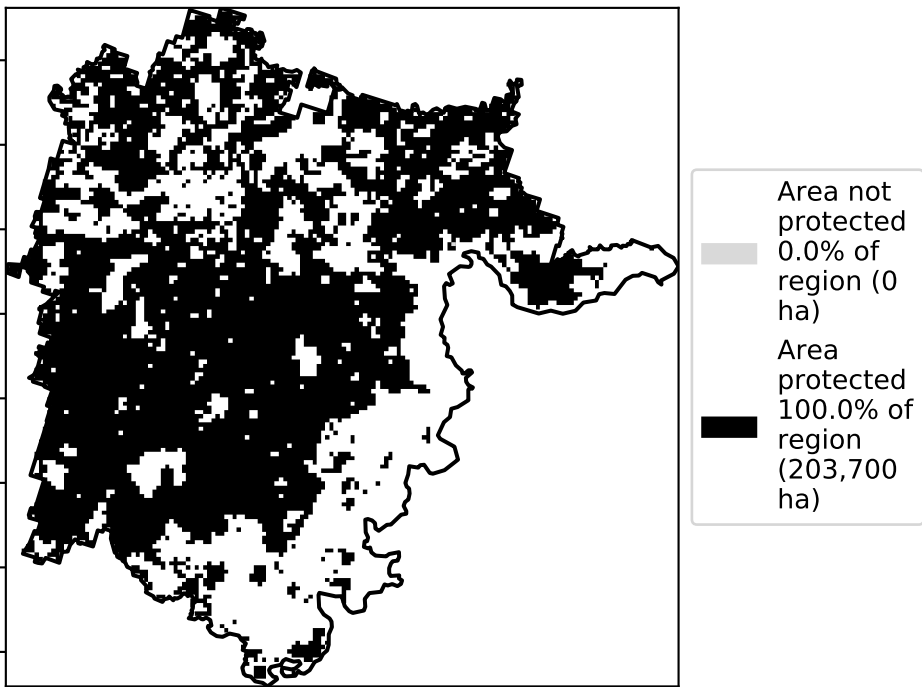 Area not
protected
0.0% of
region (0
ha)
Area
protected
100.0% of
region
(203,700
ha)